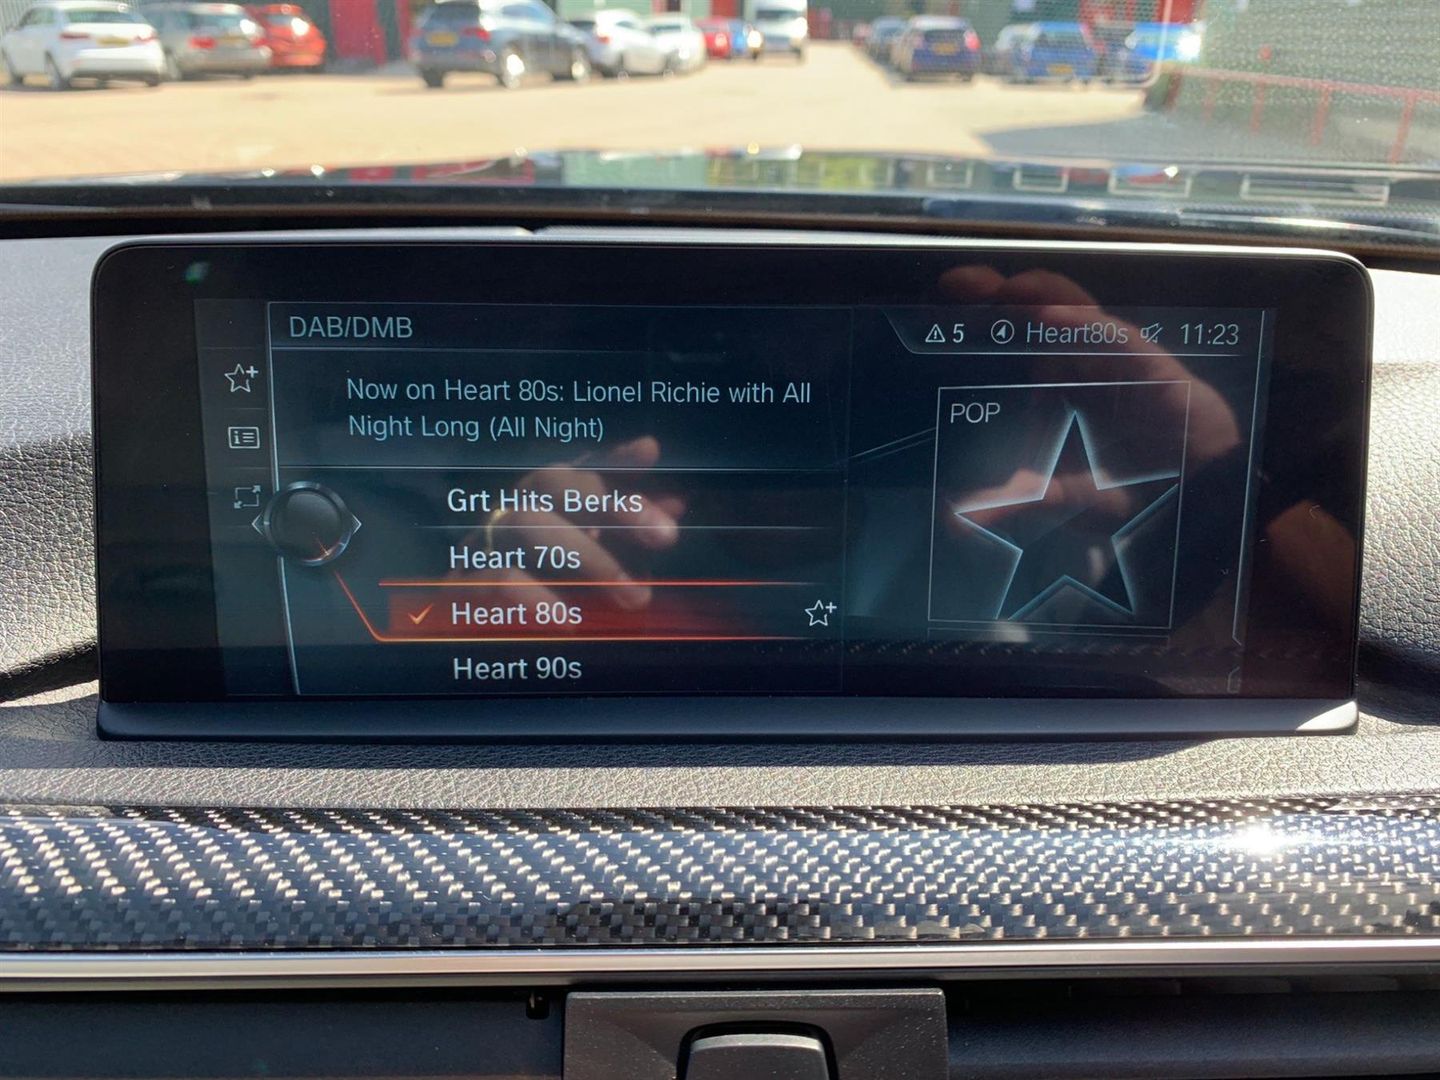 DAB/DMB
5 Heart80s 11:23
Now on Heart 80s: Lionel Richie with All
Night Long (All Night)
POP
Grt Hits Berks
Heart 70s
Heart 80s
Heart 90s